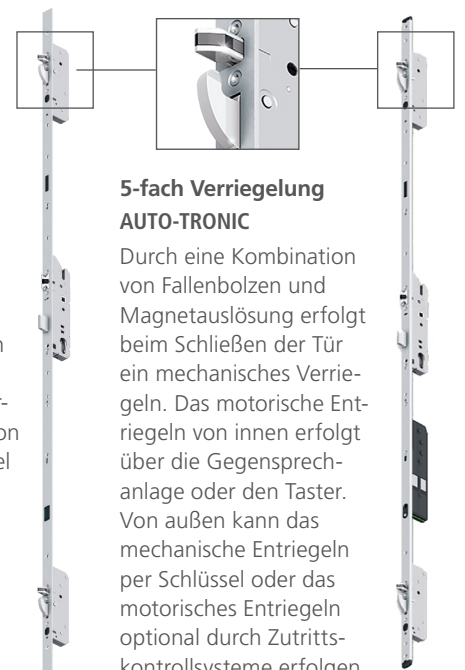 5-fach Verriegelung
AUTO-TRONIC
Durch eine Kombination
von Fallenbolzen und
Magnetauslösung erfolgt
beim Schließen der Tür
ein mechanisches Verrie-
geln. Das motorische Ent-
riegeln von innen erfolgt
über die Gegensprech-
anlage oder den Taster.
Von außen kann das
mechanische Entriegeln
per Schlüssel oder das
motorisches Entriegeln
optional durch Zutritts-
kontrollsysteme erfolgen